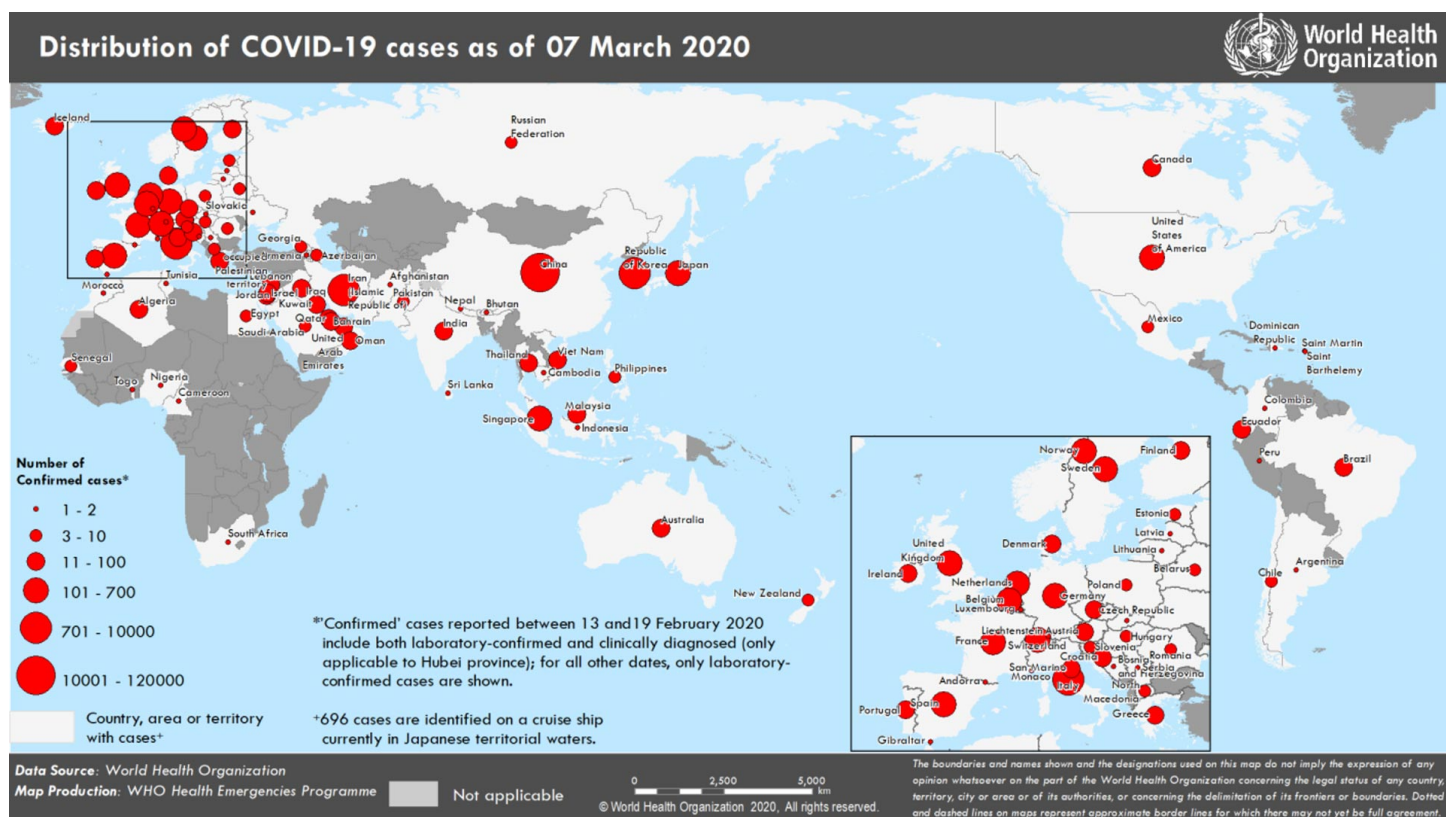 Distribution of COVID-19 cases as of 07 March 2020
World Health
Organization
Iceland
Russian
Federation
Canada
Slovakia
United
States
of America
Georgia
Armenia
Azerbaijan
occupied
Palestinian
territory
Lebanon
Tunisia
Morocco
Algeria
Jordan
Israel
Iraq
Kuwait
Iran
(Islamic
Republic of)
Afghanistan
Pakistan
China
Republic
of Korea
Japan
Nepal
Bhutan
Egypt
Qatar
Bahrain
India
Saudi Arabia
United
Arab
Emirates
Oman
Mexico
Dominican
Republic
Saint Martin
Saint
Barthelemy
Senegal
Togo
Nigeria
Cameroon
Thailand
Viet Nam
Cambodia
Philippines
Sri Lanka
Malaysia
Singapore
Indonesia
Colombia
Ecuador
Peru
Brazil
South Africa
Australia
New Zealand
Chile
Argentina
Number of
Confirmed cases*
1 - 2
3 - 10
11 - 100
101 - 700
701 - 10000
10001 - 120000
Country, area or territory
with cases+
*'Confirmed' cases reported between 13 and19 February 2020
include both laboratory-confirmed and clinically diagnosed (only
applicable to Hubei province); for all other dates, only laboratory-
confirmed cases are shown.
+696 cases are identified on a cruise ship
currently in Japanese territorial waters.
Norway
Sweden
Finland
Estonia
Latvia
Lithuania
Denmark
United
Kingdom
Ireland
Belarus
Netherlands
Poland
Belgium
Germany
Luxembourg
Czech Republic
Liechtenstein
Austria
France
Switzerland
Slovenia
Hungary
Croatia
Romania
San Marino
Bosnia
and Herzegovina
Serbia
Monaco
Italy
Andorra
North
Macedonia
Portugal
Spain
Greece
Gibraltar
Data Source: World Health Organization
Map Production: WHO Health Emergencies Programme
Not applicable
0 2,500 5,000
km
© World Health Organization 2020, All rights reserved.
The boundaries and names shown and the designations used on this map do not imply the expression of any
opinion whatsoever on the part of the World Health Organization concerning the legal status of any country,
territory, city or area or of its authorities, or concerning the delimitation of its frontiers or boundaries. Dotted
and dashed lines on maps represent approximate border lines for which there may not yet be full agreement.